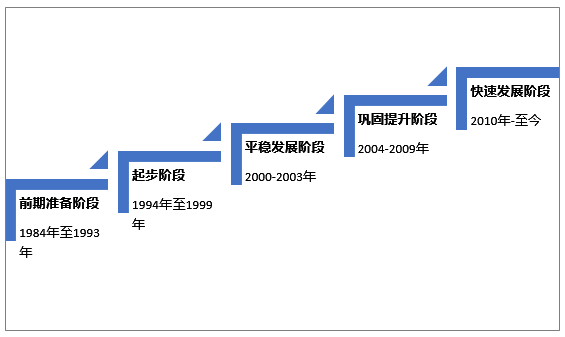 前期准备阶段
1984年至1993
年
起步阶段
1994年至1999
年
平稳发展阶段
2000-2003年
巩固提升阶段
2004-2009年
快速发展阶段
2010年-至今